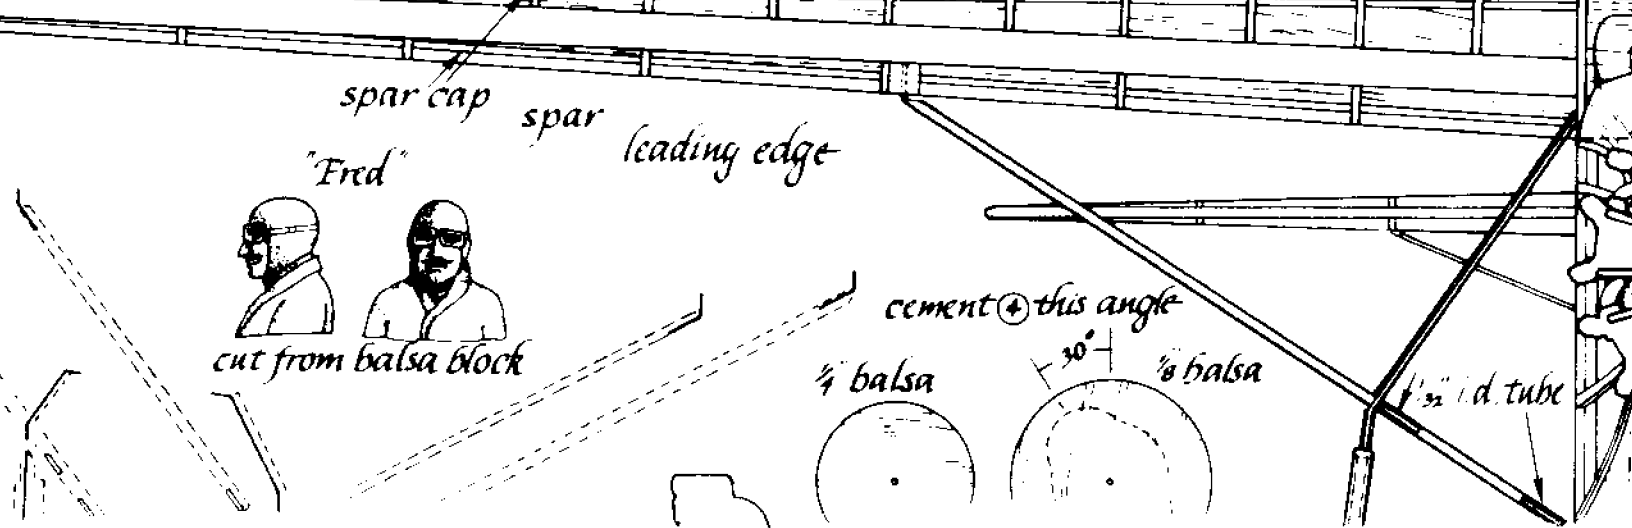 spar cap
spar
leading edge
"Fred"
cut from balsa block
cement ④ this angle
30°
¼" balsa
⅛" balsa
i.d. tube